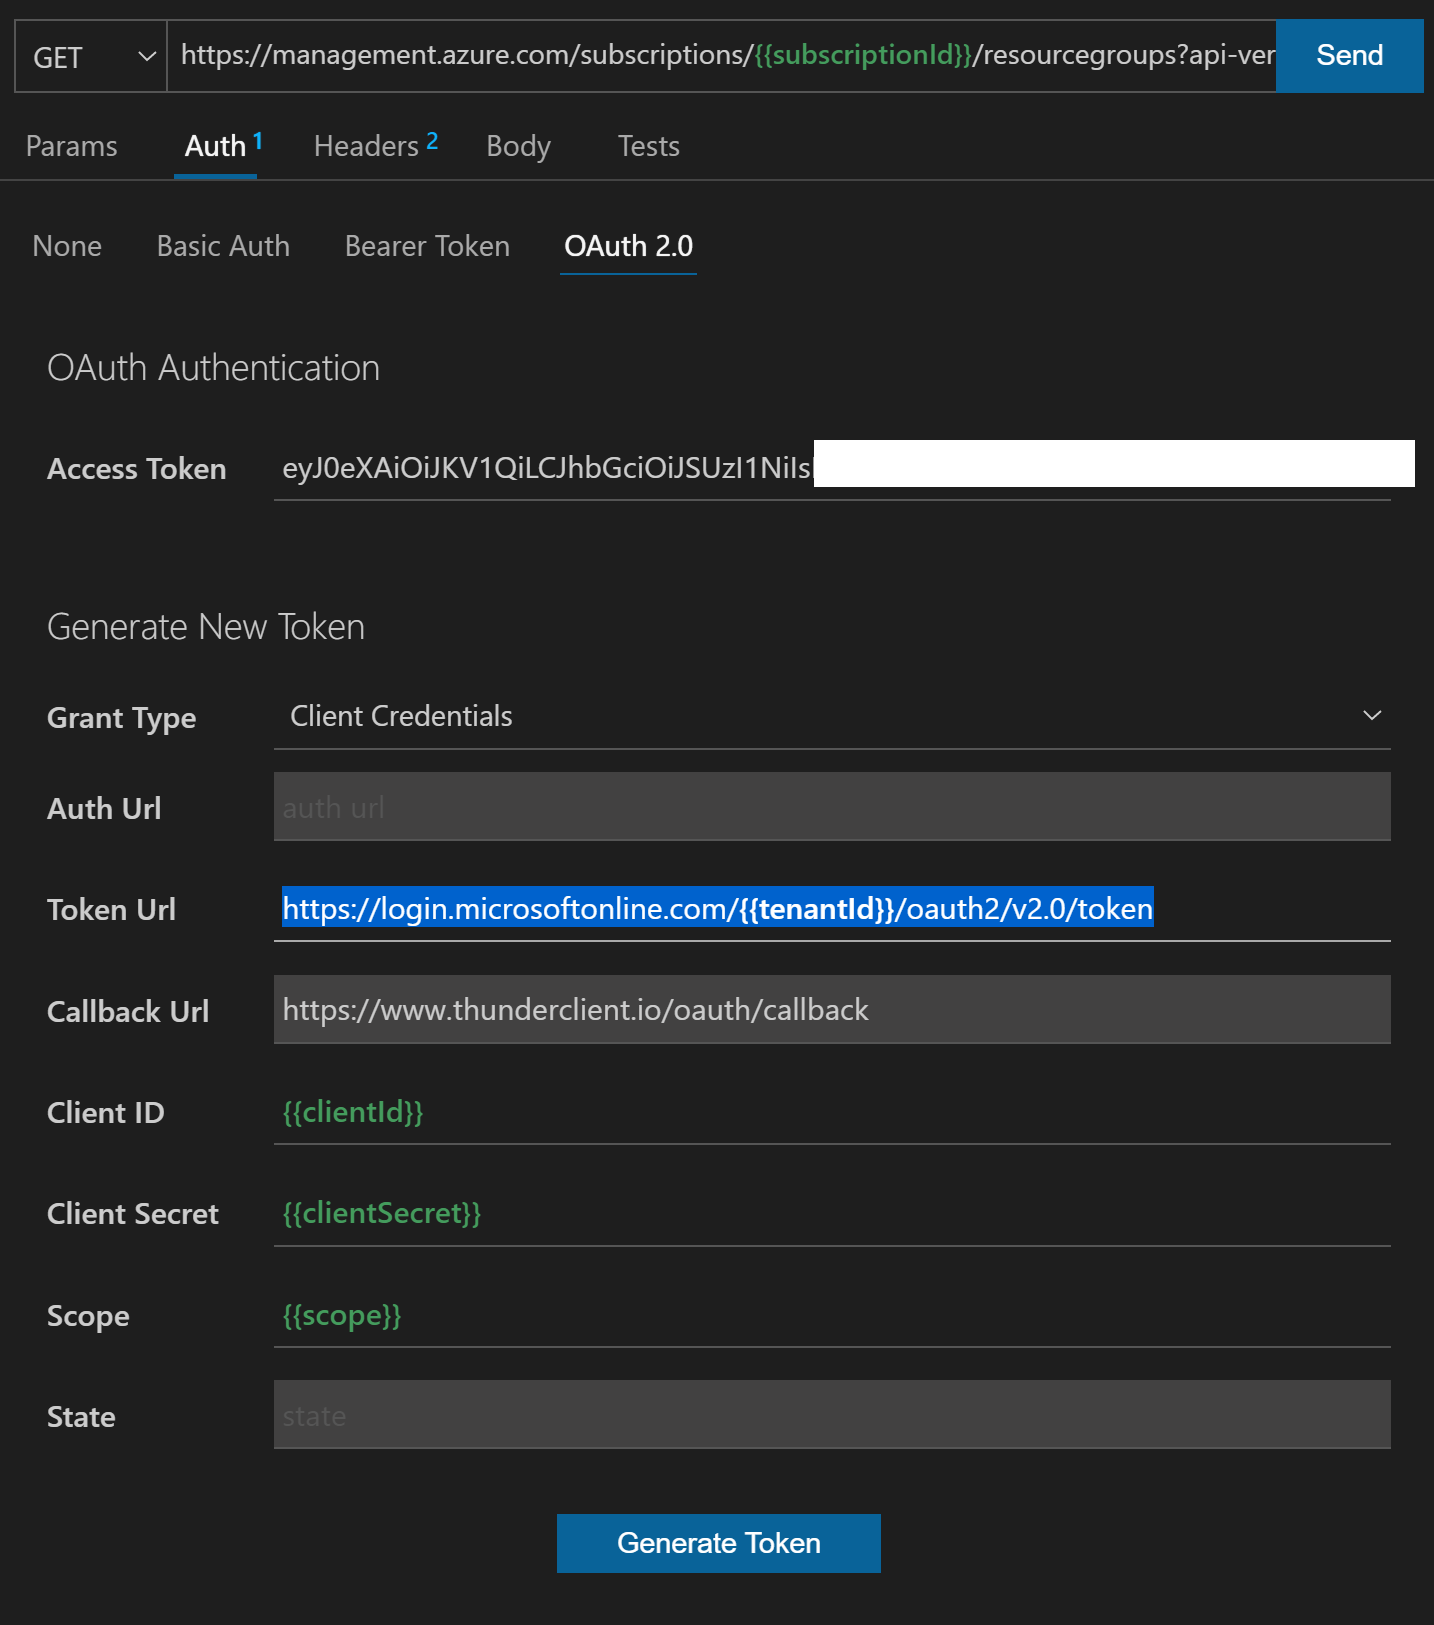 GET https://management.azure.com/subscriptions/{{subscriptionId}}/resourcegroups?api-ver Send
Params Auth 1 Headers 2 Body Tests
None Basic Auth Bearer Token OAuth 2.0
OAuth Authentication
Access Token eyJ0eXAiOiJKV1QiLCJhbGciOiJSUzI1NiIs
Generate New Token
Grant Type Client Credentials
Auth Url auth url
Token Url https://login.microsoftonline.com/{{tenantId}}/oauth2/v2.0/token
Callback Url https://www.thunderclient.io/oauth/callback
Client ID {{clientId}}
Client Secret {{clientSecret}}
Scope {{scope}}
State state
Generate Token